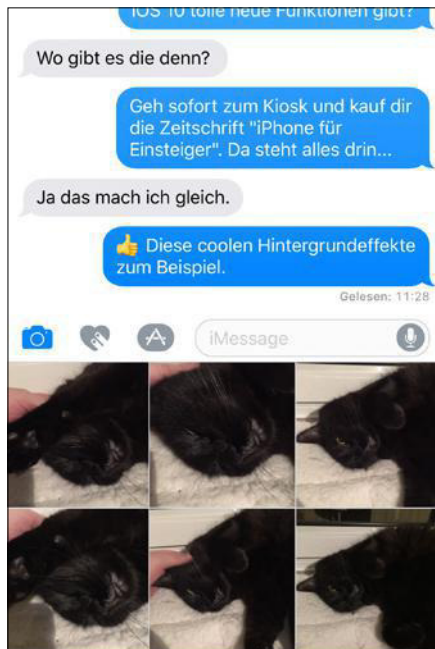 iOS 10 tolle neue Funktionen gibt?
Wo gibt es die denn?
Geh sofort zum Kiosk und kauf dir
die Zeitschrift "iPhone für
Einsteiger". Da steht alles drin...
Ja das mach ich gleich.
👍 Diese coolen Hintergrundeffekte
zum Beispiel.
Gelesen: 11:28
iMessage